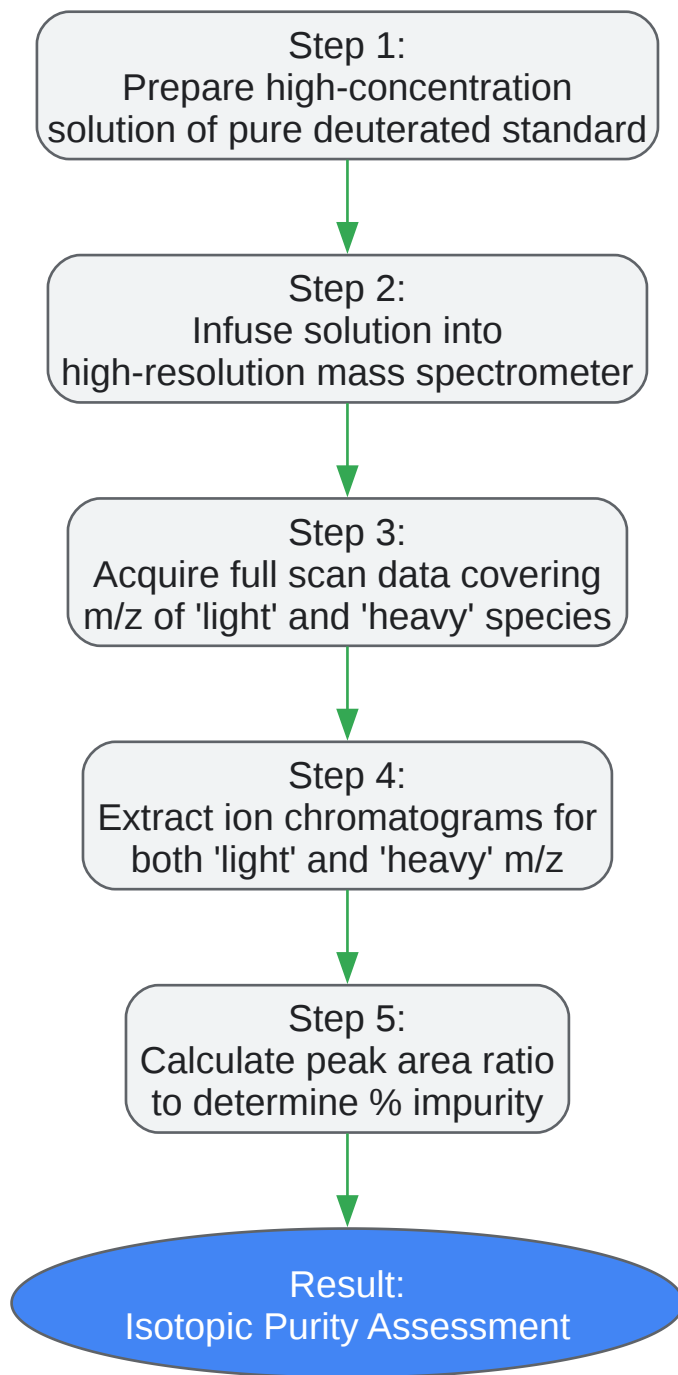 Step 1:
Prepare high-concentration
solution of pure deuterated standard
Step 2:
Infuse solution into
high-resolution mass spectrometer
Step 3:
Acquire full scan data covering
m/z of 'light' and 'heavy' species
Step 4:
Extract ion chromatograms for
both 'light' and 'heavy' m/z
Step 5:
Calculate peak area ratio
to determine % impurity
Result:
Isotopic Purity Assessment